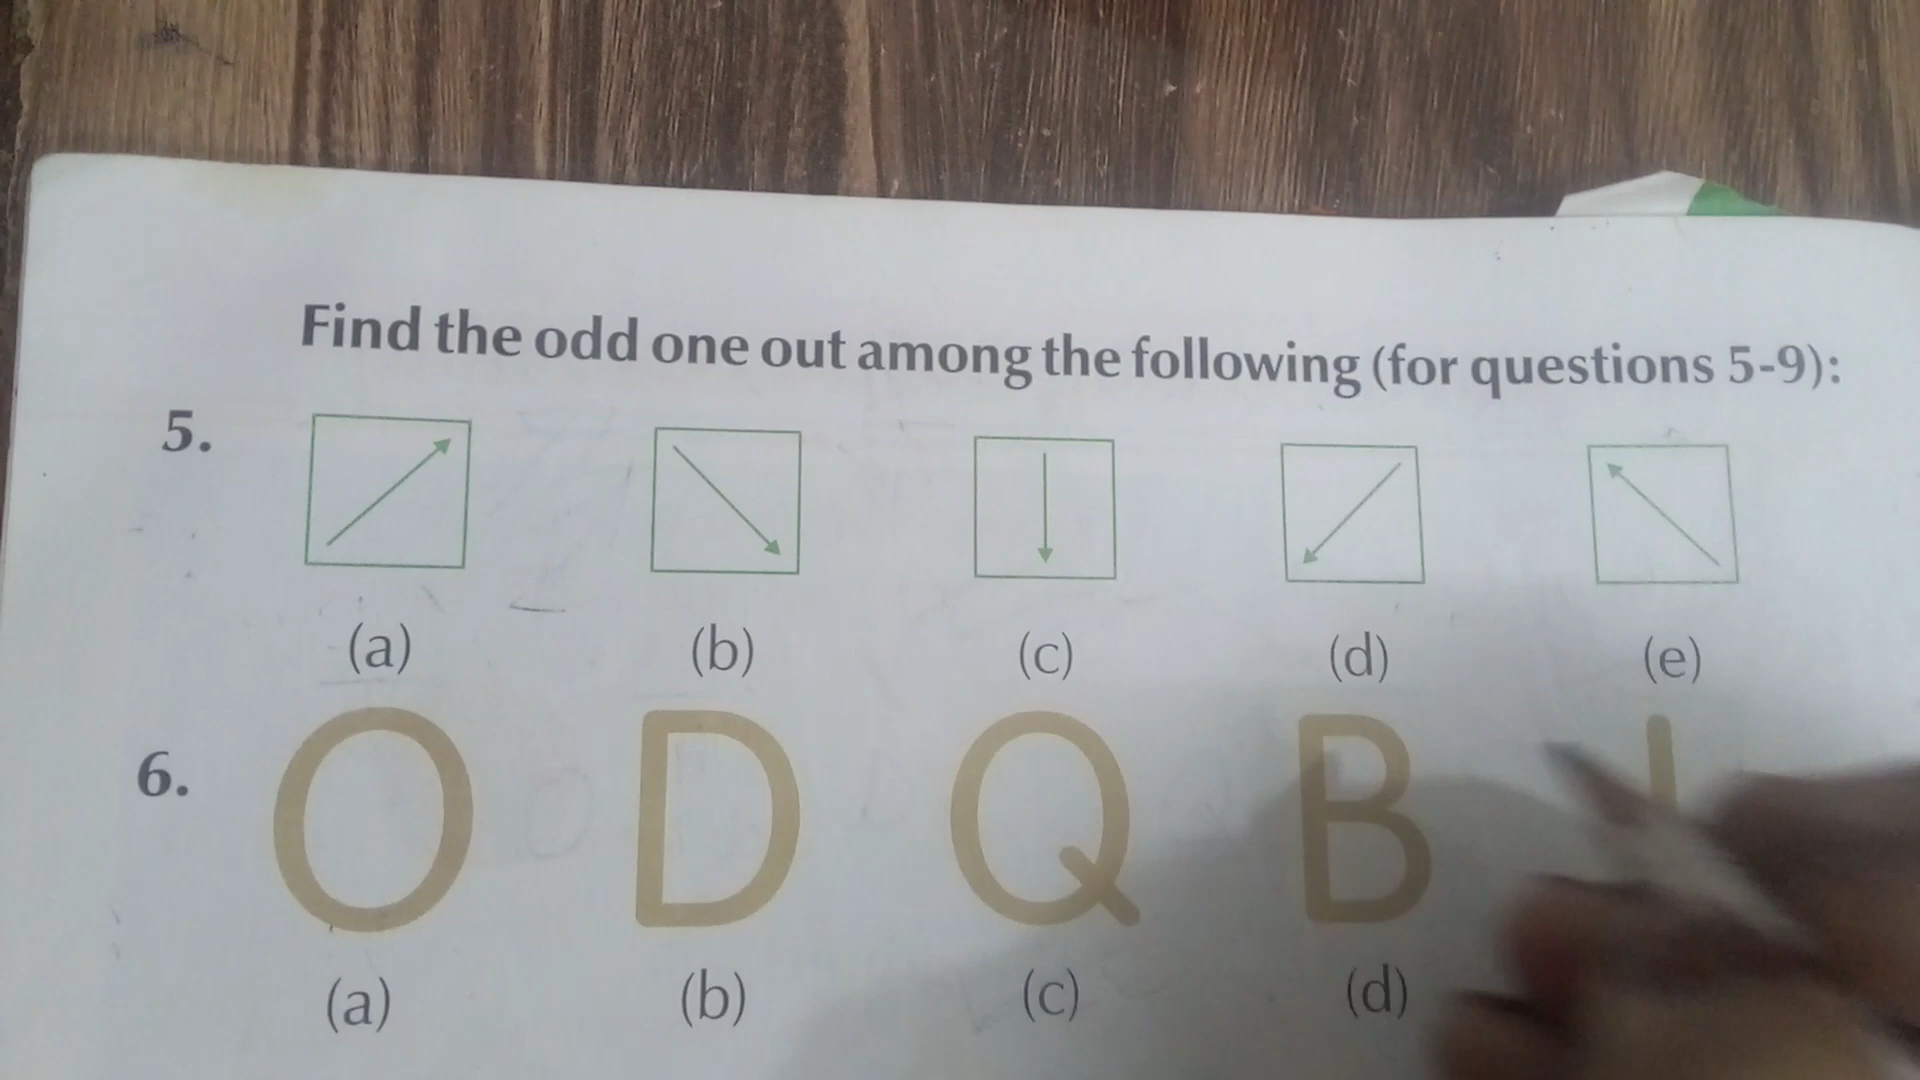 Find the odd one out among the following (for questions 5-9):
5.
(a) (b) (c) (d) (e)
6. O D Q B
(a) (b) (c) (d)